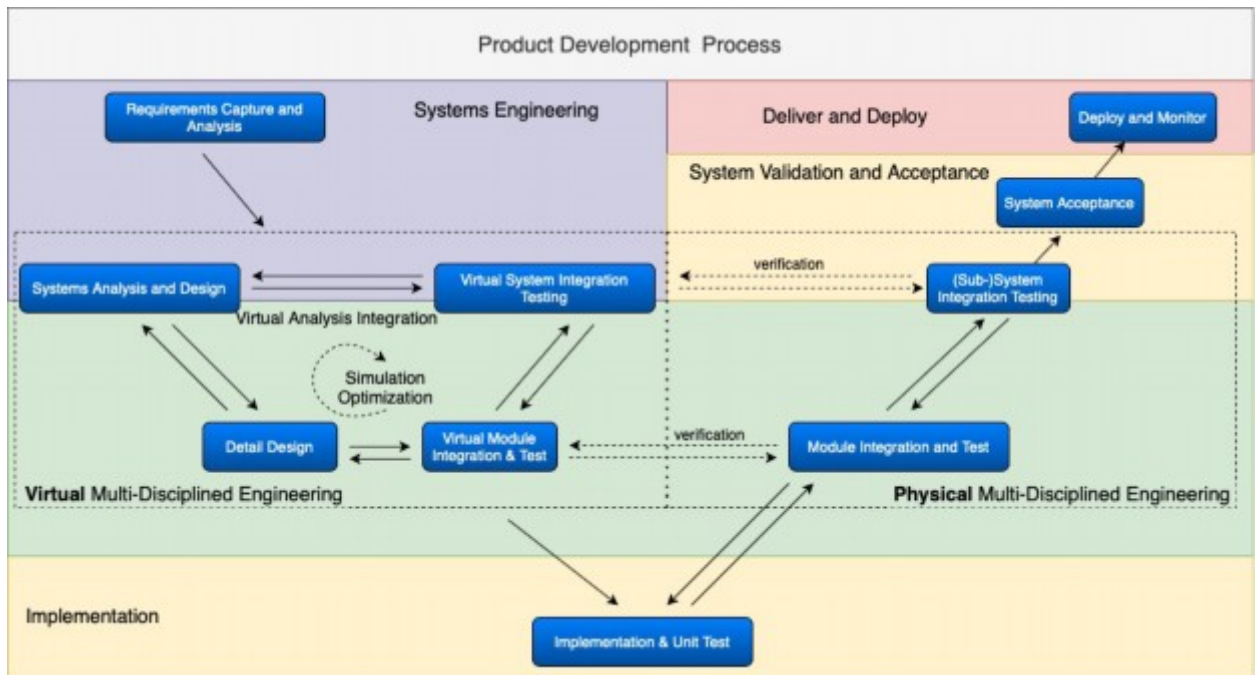 Product Development Process
Requirements Capture and
Analysis
Systems Engineering
Deliver and Deploy
Deploy and Monitor
System Validation and Acceptance
System Acceptance
Systems Analysis and Design
Virtual System Integration
Testing
verification
(Sub-)System
Integration Testing
Virtual Analysis Integration
Simulation
Optimization
Detail Design
Virtual Module
Integration & Test
verification
Module Integration and Test
Virtual Multi-Disciplined Engineering
Physical Multi-Disciplined Engineering
Implementation
Implementation & Unit Test